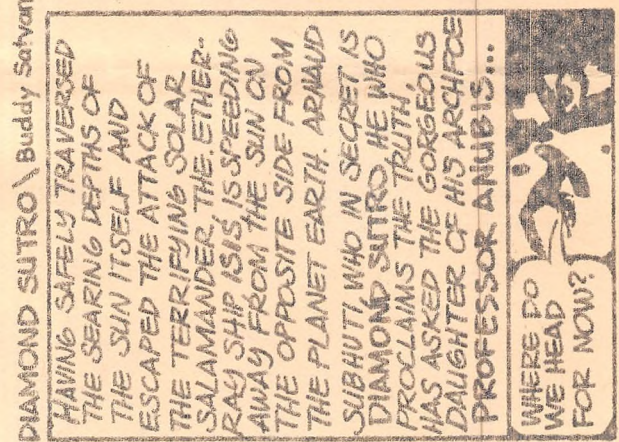 DIAMOND SUTRO \ Buddy Satvan
HAVING SAFELY TRAVERSED
THE SEARING DEPTHS OF
THE SUN ITSELF AND
ESCAPED THE ATTACK OF
THE TERRIFYING SOLAR
SALAMANDER, THE ETHER-
RAY SHIP ISIS, IS SPEEDING
AWAY FROM THE SUN ON
THE OPPOSITE SIDE FROM
THE PLANET EARTH. ARNAUD
SUBHUTI, WHO IN SECRET IS
DIAMOND SUTRO, HE WHO
PROCLAIMS THE TRUTH,
HAS ASKED THE GORGEOUS
DAUGHTER OF HIS ARCHFOE
PROFESSOR ANUBIS...
WHERE DO
WE HEAD
FOR NOW?